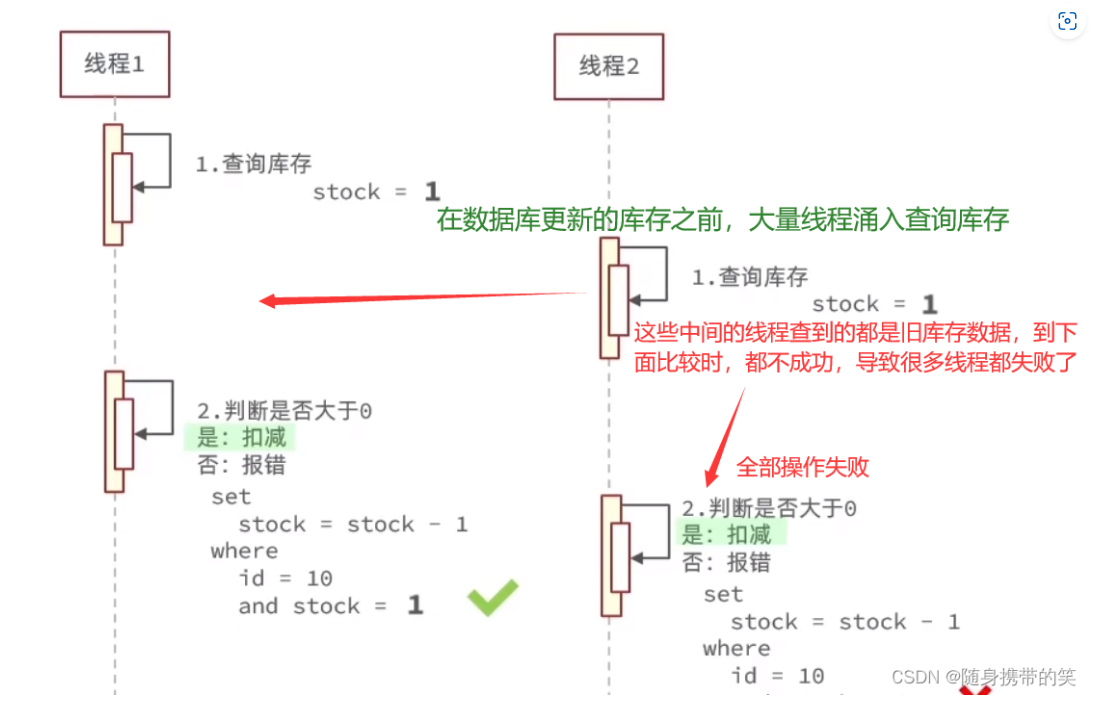 线程1
线程2
1.查询库存
stock = 1
在数据库更新的库存之前，大量线程涌入查询库存
1.查询库存
stock = 1
这些中间的线程查到的都是旧库存数据，到下
面比较时，都不成功，导致很多线程都失败了
2.判断是否大于0
是：扣减
否：报错
set
stock = stock - 1
where
id = 10
and stock = 1
全部操作失败
2.判断是否大于0
是：扣减
否：报错
set
stock = stock - 1
where
id = 10
CSDN @随身携带的笑